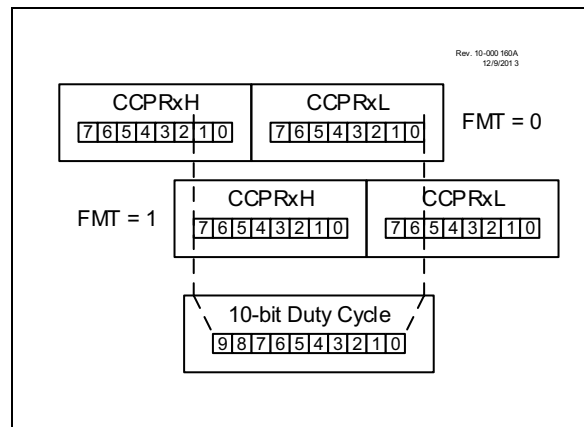 Rev. 10-000 160A
12/9/201 3
CCPRxH CCPRxL
7 6 5 4 3 2 1 0 7 6 5 4 3 2 1 0 FMT = 0
CCPRxH CCPRxL
FMT = 1 7 6 5 4 3 2 1 0 7 6 5 4 3 2 1 0
10-bit Duty Cycle
9 8 7 6 5 4 3 2 1 0